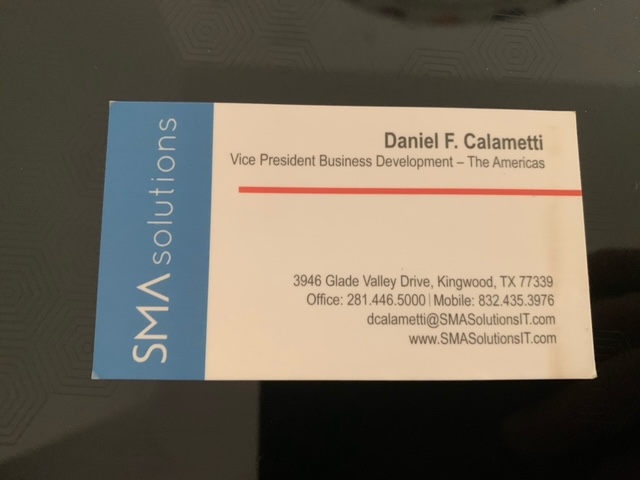 SMA solutions
Daniel F. Calametti
Vice President Business Development – The Americas
3946 Glade Valley Drive, Kingwood, TX 77339
Office: 281.446.5000 | Mobile: 832.435.3976
dcalametti@SMASolutionsIT.com
www.SMASolutionsIT.com